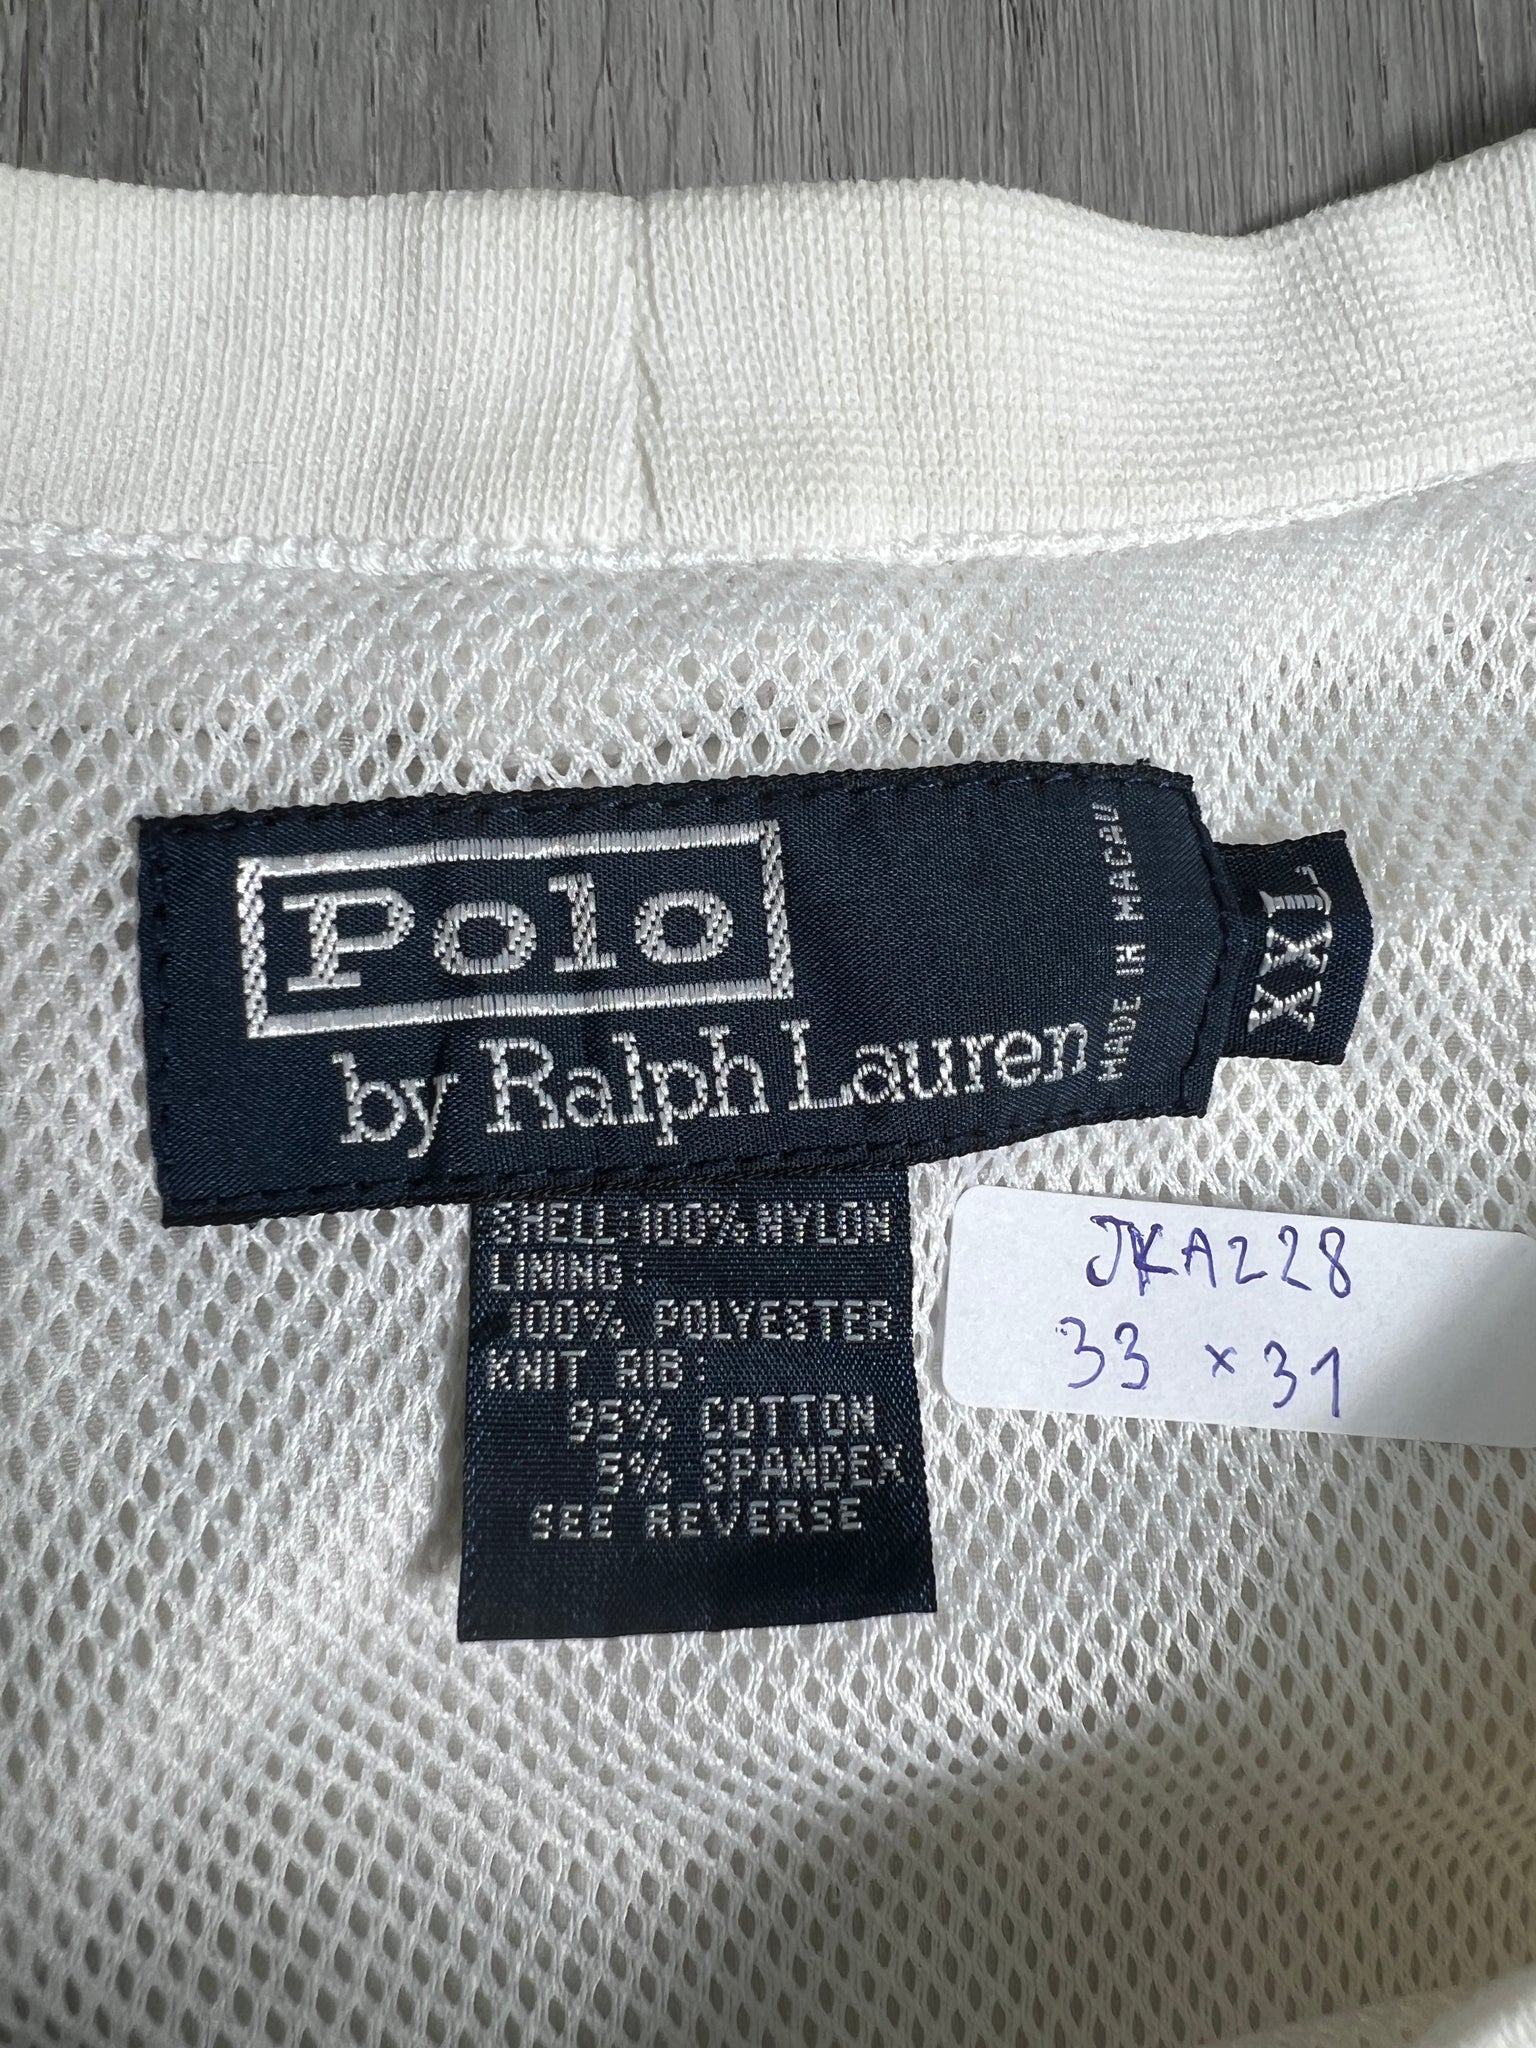 Polo
by Ralph Lauren
MADE IN MACAU
XXL
SHELL: 100% NYLON
LINING:
100% POLYESTER
KNIT RIB:
95% COTTON
5% SPANDEX
SEE REVERSE
JKA228
33 x 31